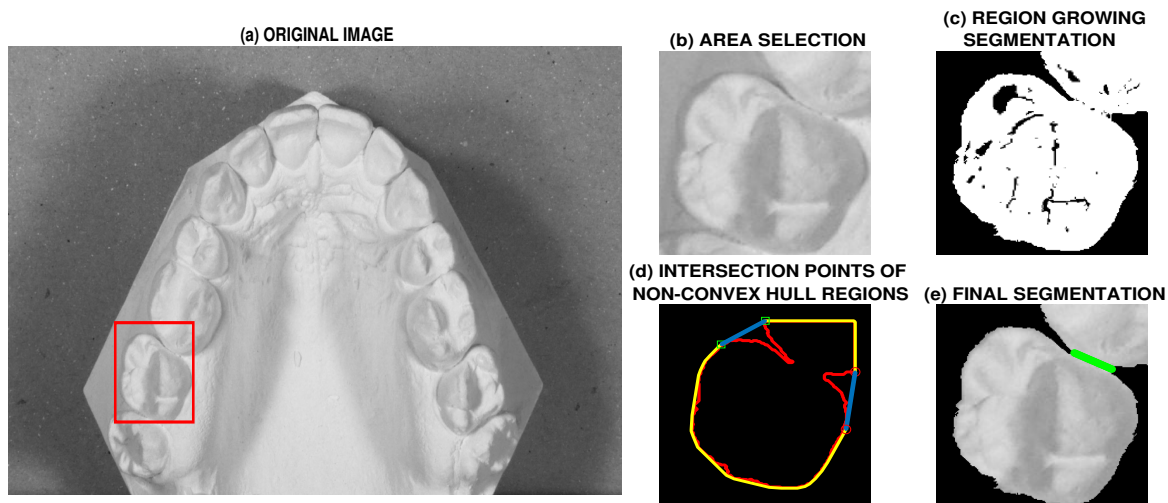 (a) ORIGINAL IMAGE
(b) AREA SELECTION
(c) REGION GROWING
SEGMENTATION
(d) INTERSECTION POINTS OF
NON-CONVEX HULL REGIONS
(e) FINAL SEGMENTATION